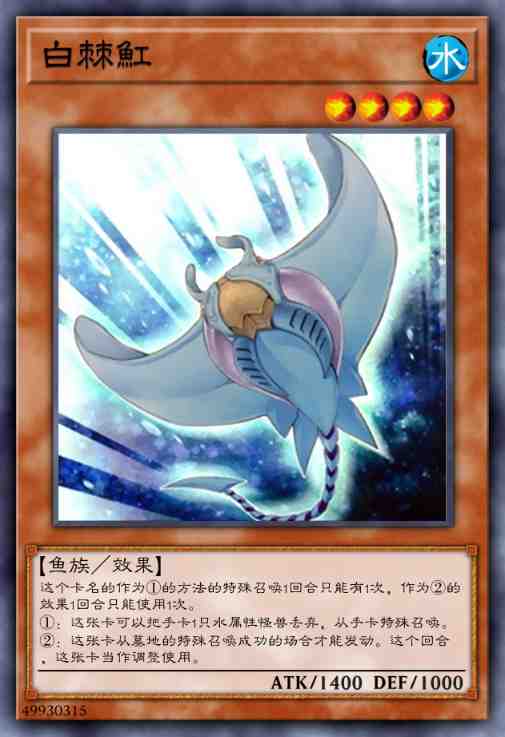 白棘魟
水
【鱼族／效果】
这个卡名的作为①的方法的特殊召唤1回合只能有1次，作为②的
效果1回合只能使用1次。
①：这张卡可以把手卡1只水属性怪兽丢弃，从手卡特殊召唤。
②：这张卡从墓地的特殊召唤成功的场合才能发动。这个回合
，这张卡当作调整使用。
ATK/1400 DEF/1000
49930315